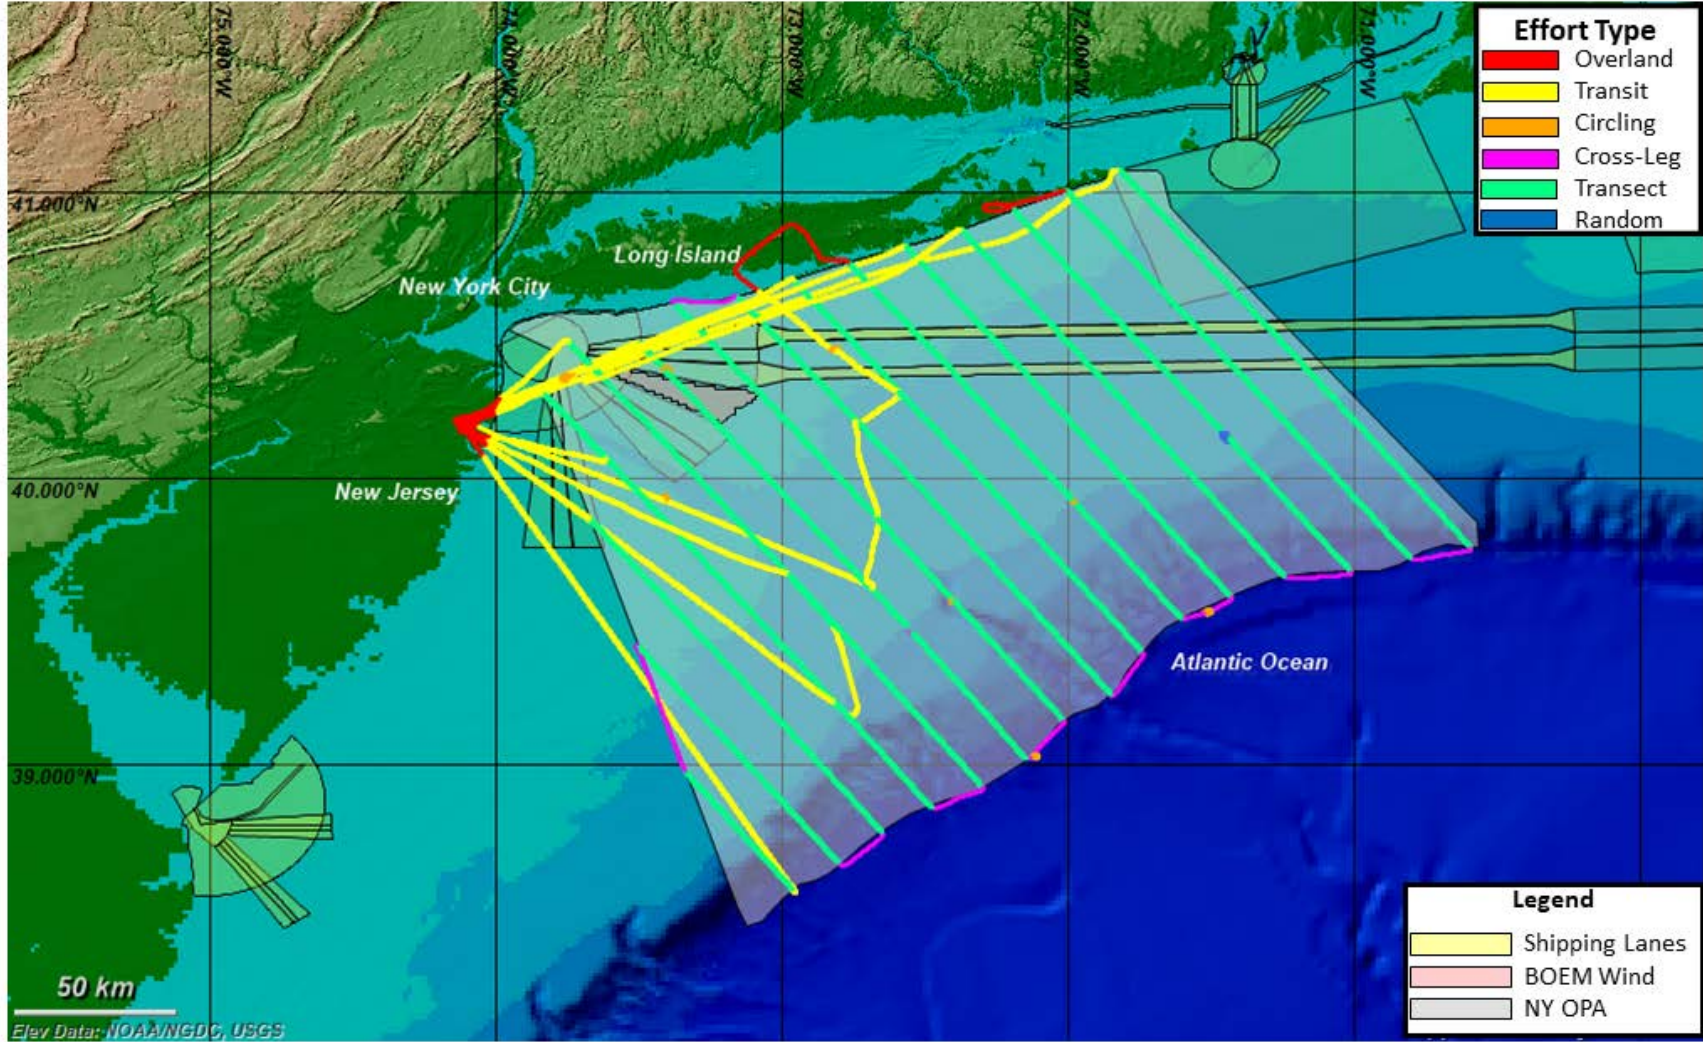 75.000°W
74.000°W
73.000°W
72.000°W
71.000°W
Effort Type
Overland
Transit
Circling
Cross-Leg
Transect
Random
41.000°N
Long Island
New York City
40.000°N
New Jersey
Atlantic Ocean
39.000°N
Legend
Shipping Lanes
BOEM Wind
NY OPA
50 km
Elev Data: NOAA/NGDC, USGS